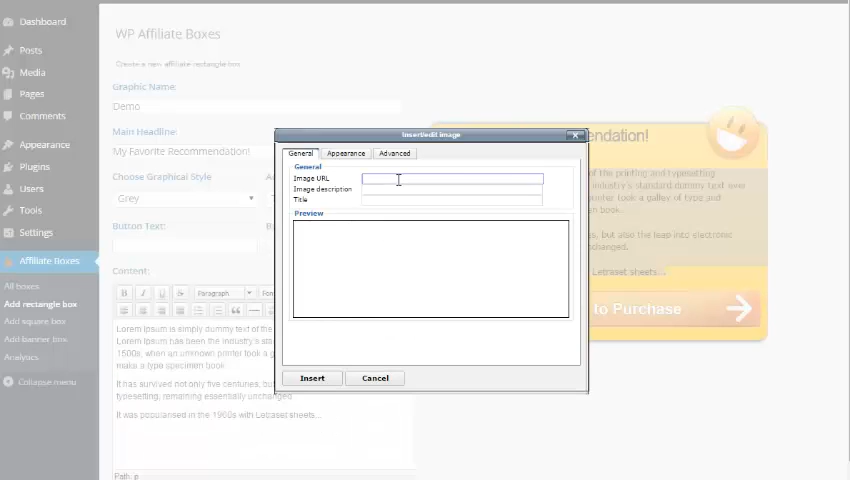 Dashboard
Posts
Media
Pages
Comments
Appearance
Plugins
Users
Tools
Settings
Affiliate Boxes
All boxes
Add rectangle box
Add square box
Add banner box
Analytics
Collapse menu
WP Affiliate Boxes
Create a new affiliate rectangle box
Graphic Name:
Demo
Main Headline:
My Favorite Recommendation!
Choose Graphical Style
Grey
Button Text:
Content:
Paragraph
Lorem Ipsum is simply dummy text of the
Lorem Ipsum has been the industry's stan
1500s, when an unknown printer took a g
make a type specimen book.
It has survived not only five centuries, bu
typesetting, remaining essentially unchanged
It was popularised in the 1960s with Letraset sheets...
Path: p
Insert/edit image
General
Appearance
Advanced
General
Image URL
Image description
Title
Preview
Insert
Cancel
endation!
of the printing and typesetting
industry's standard dummy text ever
printer took a galley of type and
en book.
es, but also the leap into electronic
changed.
Letraset sheets...
to Purchase